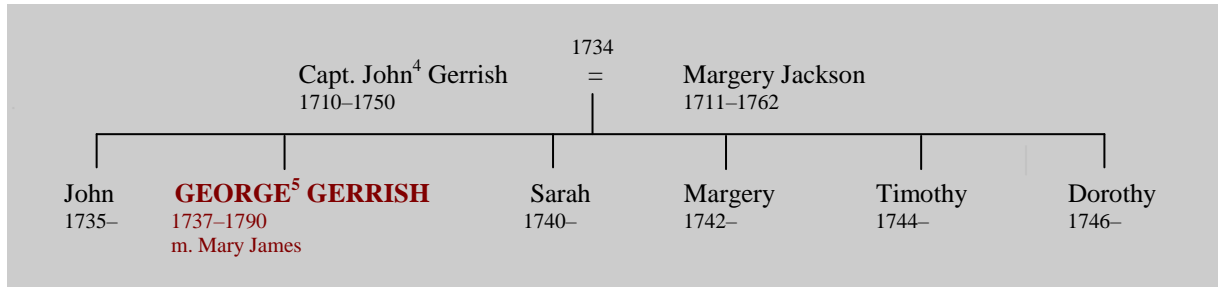 1734
Capt. John⁴ Gerrish = Margery Jackson
1710–1750 1711–1762
John GEORGE⁵ GERRISH Sarah Margery Timothy Dorothy
1735– 1737–1790 1740– 1742– 1744– 1746–
m. Mary James